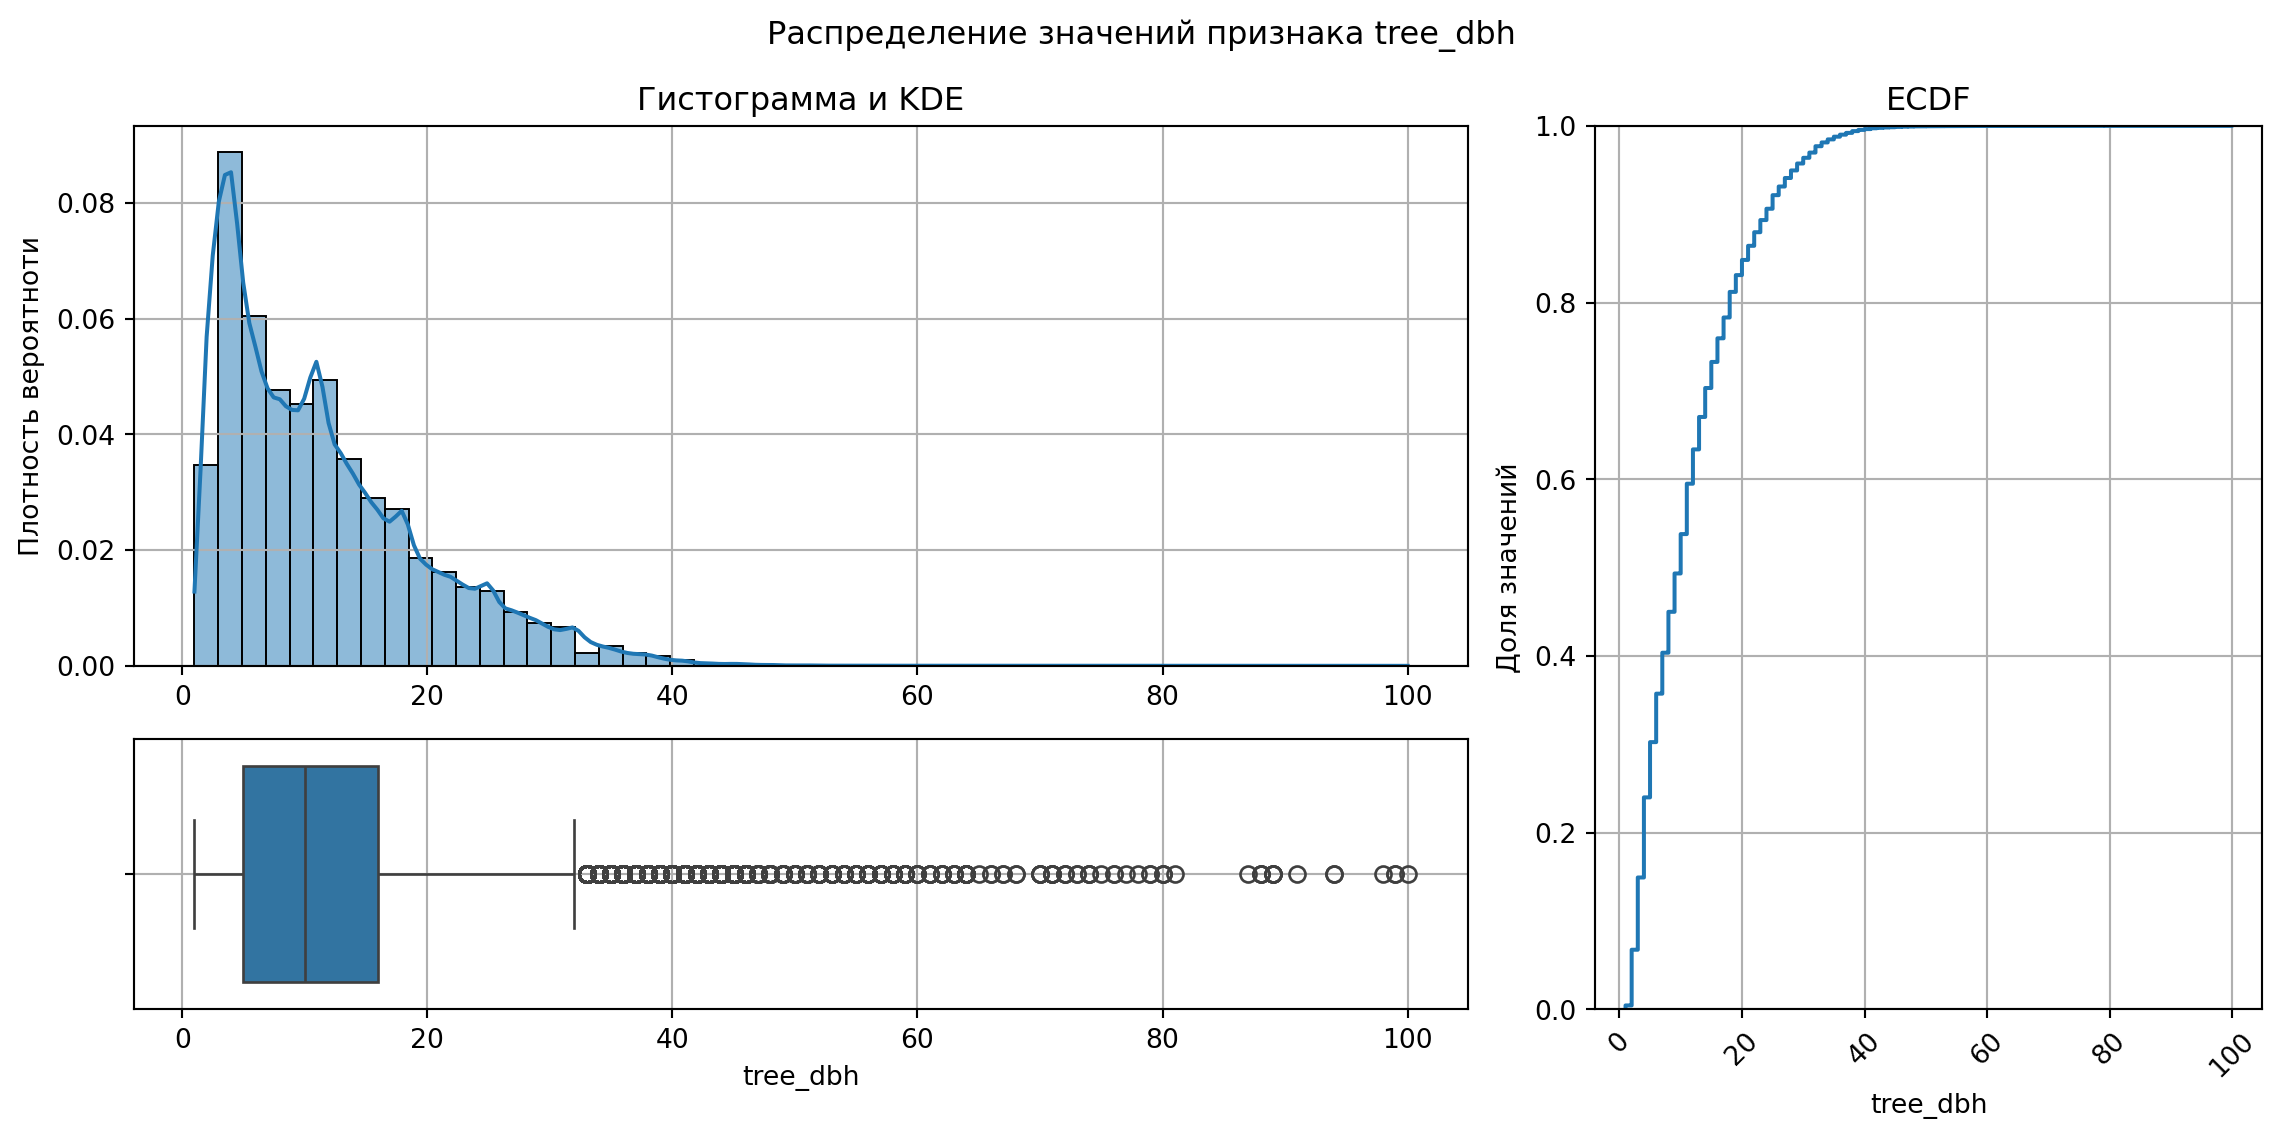 Распределение значений признака tree_dbh
Гистограмма и KDE
Плотность вероятноти
0.08
0.06
0.04
0.02
0.00
0 20 40 60 80 100
0 20 40 60 80 100
tree_dbh
ECDF
Доля значений
1.0
0.8
0.6
0.4
0.2
0.0
0 20 40 60 80 100
tree_dbh